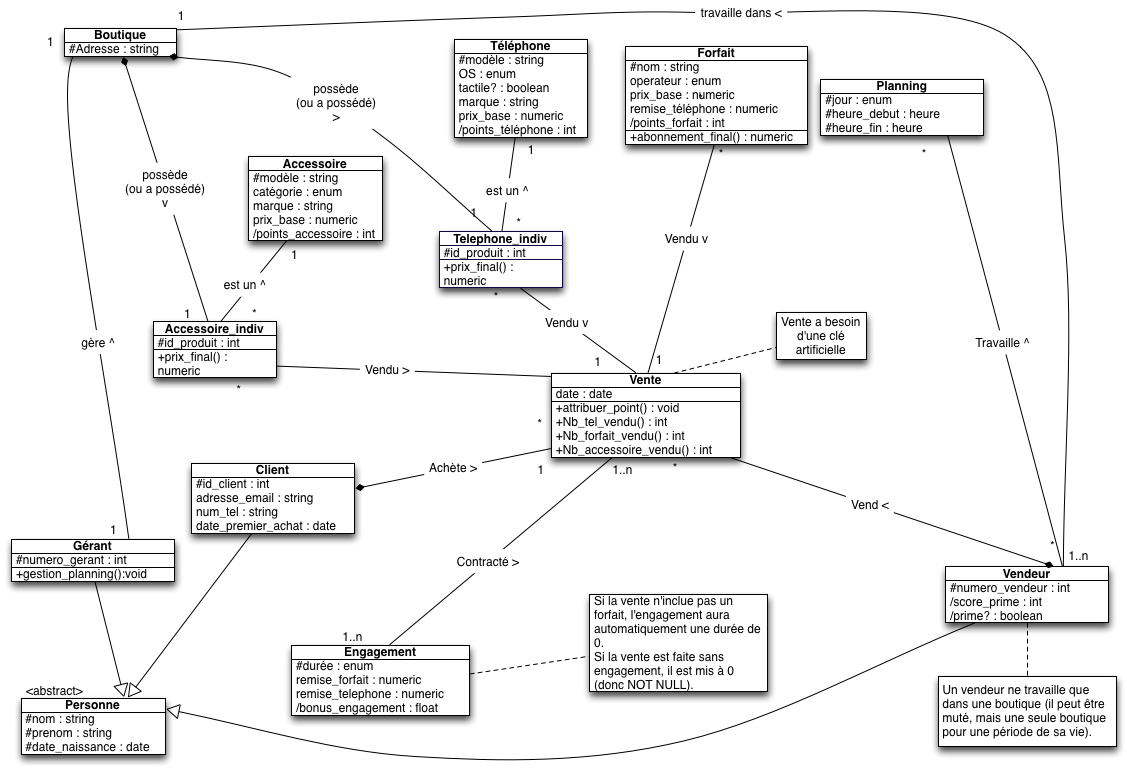 travaille dans <
1
1
Boutique
#Adresse : string
Téléphone
#modèle : string
OS : enum
tactile? : boolean
marque : string
prix_base : numeric
/points_téléphone : int
1
Forfait
#nom : string
operateur : enum
prix_base : numeric
remise_téléphone : numeric
/points_forfait : int
+abonnement_final() : numeric
*
Planning
#jour : enum
#heure_debut : heure
#heure_fin : heure
*
possède
(ou a possédé)
>
possède
(ou a possédé)
v
Accessoire
#modèle : string
catégorie : enum
marque : string
prix_base : numeric
/points_accessoire : int
1
est un ^
*
1
est un ^
*
1
Telephone_indiv
#id_produit : int
+prix_final() :
numeric
*
Vendu v
1
Vendu v
1
Accessoire_indiv
#id_produit : int
+prix_final() :
numeric
*
Vendu >
gère ^
Vente a besoin
d'une clé
artificielle
Travaille ^
Vente
date : date
+attribuer_point() : void
+Nb_tel_vendu() : int
+Nb_forfait_vendu() : int
+Nb_accessoire_vendu() : int
*
1
1..n
*
Achète >
Client
#id_client : int
adresse_email : string
num_tel : string
date_premier_achat : date
Vend <
*
1..n
1
Gérant
#numero_gerant : int
+gestion_planning():void
Contracté >
Vendeur
#numero_vendeur : int
/score_prime : int
/prime? : boolean
Si la vente n'inclue pas un
forfait, l'engagement aura
automatiquement une durée de
0.
Si la vente est faite sans
engagement, il est mis à 0
(donc NOT NULL).
1..n
Engagement
#durée : enum
remise_forfait : numeric
remise_telephone : numeric
/bonus_engagement : float
<abstract>
Personne
#nom : string
#prenom : string
#date_naissance : date
Un vendeur ne travaille que
dans une boutique (il peut être
muté, mais une seule boutique
pour une période de sa vie).